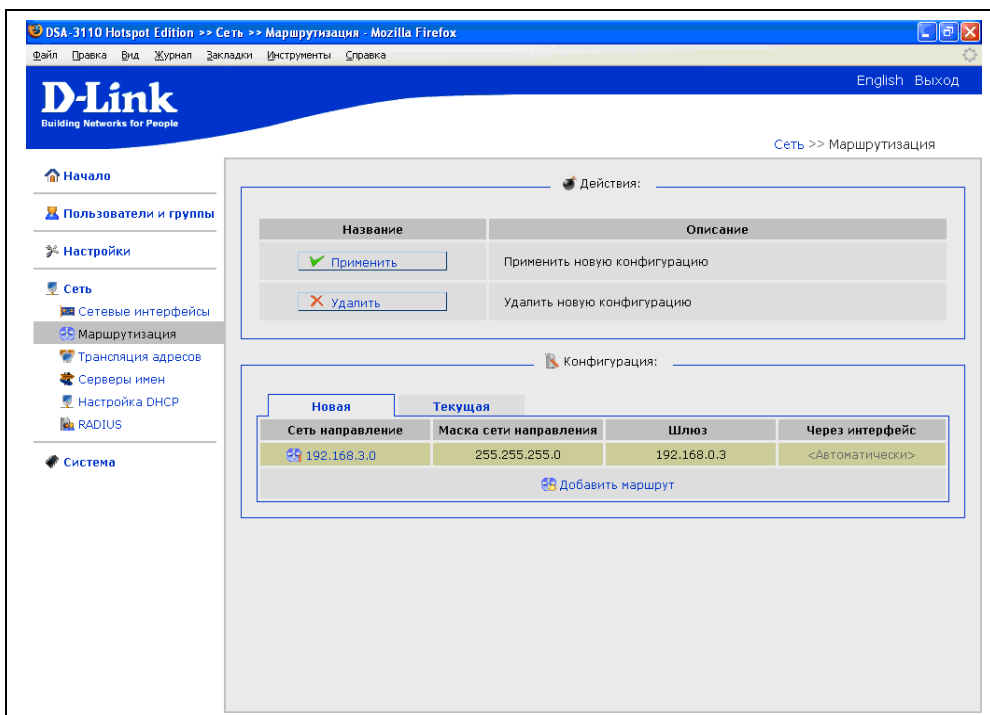 DSA-3110 Hotspot Edition >> Сеть >> Маршрутизация - Mozilla Firefox
Файл Правка Вид Журнал Закладки Инструменты Справка
English Выход
D-Link
Building Networks for People
Сеть >> Маршрутизация
Начало
Пользователи и группы
Настройки
Сеть
Сетевые интерфейсы
Маршрутизация
Трансляция адресов
Серверы имен
Настройка DHCP
RADIUS
Система
Действия:
Название Описание
Применить Применить новую конфигурацию
Удалить Удалить новую конфигурацию
Конфигурация:
Новая Текущая
Сеть направление Маска сети направления Шлюз Через интерфейс
192.168.3.0 255.255.255.0 192.168.0.3 <Автоматически>
Добавить маршрут